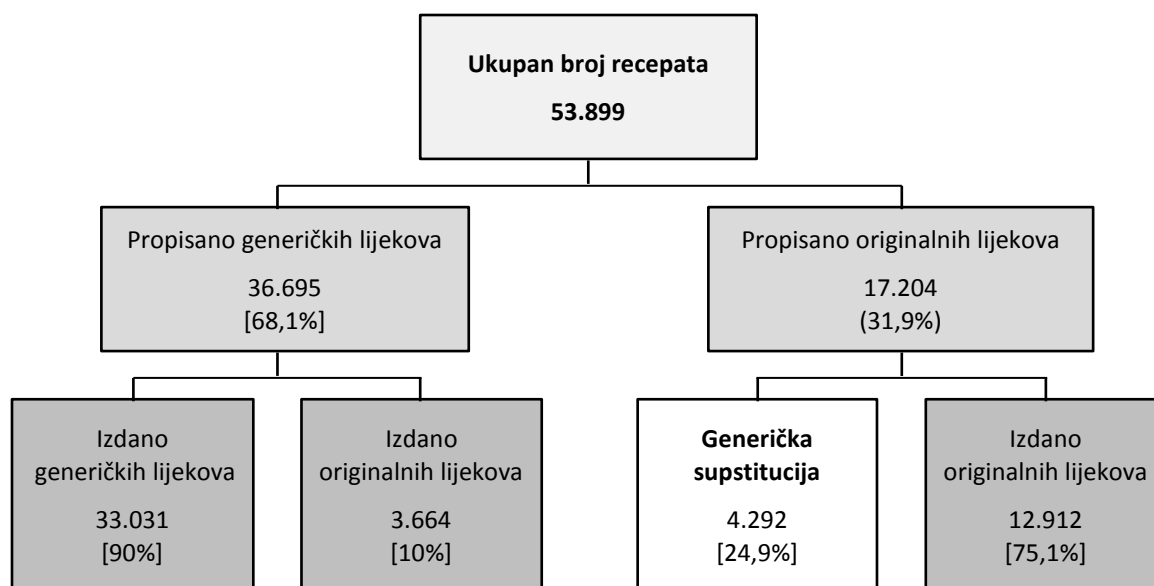 Ukupan broj recepata
53.899
Propisano generičkih lijekova
36.695
[68,1%]
Propisano originalnih lijekova
17.204
(31,9%)
Izdano
generičkih lijekova
33.031
[90%]
Izdano
originalnih lijekova
3.664
[10%]
Generička
supstitucija
4.292
[24,9%]
Izdano
originalnih lijekova
12.912
[75,1%]